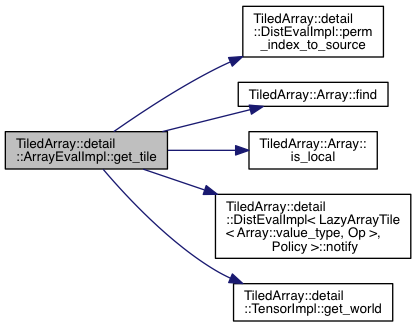 TiledArray::detail
::DistEvalImpl::perm
_index_to_source
TiledArray::Array::find
TiledArray::detail
::ArrayEvalImpl::get_tile
TiledArray::Array::
is_local
TiledArray::detail
::DistEvalImpl< LazyArrayTile
< Array::value_type, Op >,
Policy >::notify
TiledArray::detail
::TensorImpl::get_world